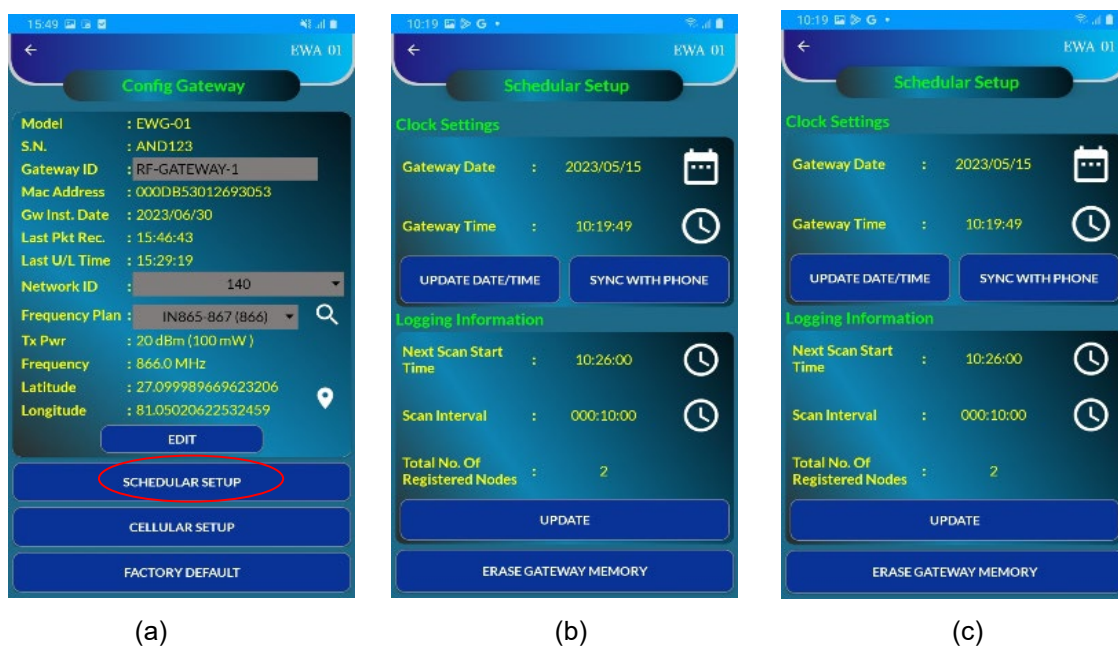 15:49
EWA 01
Config Gateway
Model : EWG-01
S.N. : AND123
Gateway ID : RF-GATEWAY-1
Mac Address : 000DB53012693053
Gw Inst. Date : 2023/06/30
Last Pkt Rec. : 15:46:43
Last U/L Time : 15:29:19
Network ID : 140
Frequency Plan : IN865-867 (866)
Tx Pwr : 20 dBm (100 mW )
Frequency : 866.0 MHz
Latitude : 27.099989669623206
Longitude : 81.05020622532459
EDIT
SCHEDULAR SETUP
CELLULAR SETUP
FACTORY DEFAULT
(a)
10:19 G •
EWA 01
Schedular Setup
Clock Settings
Gateway Date : 2023/05/15
Gateway Time : 10:19:49
UPDATE DATE/TIME SYNC WITH PHONE
Logging Information
Next Scan Start
Time : 10:26:00
Scan Interval : 000:10:00
Total No. Of
Registered Nodes : 2
UPDATE
ERASE GATEWAY MEMORY
(b)
10:19 G •
EWA 01
Schedular Setup
Clock Settings
Gateway Date : 2023/05/15
Gateway Time : 10:19:49
UPDATE DATE/TIME SYNC WITH PHONE
Logging Information
Next Scan Start
Time : 10:26:00
Scan Interval : 000:10:00
Total No. Of
Registered Nodes : 2
UPDATE
ERASE GATEWAY MEMORY
(c)